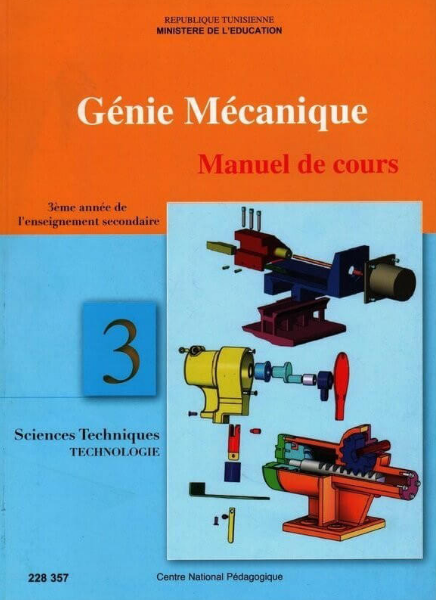 REPUBLIQUE TUNISIENNE
MINISTERE DE L'EDUCATION
Génie Mécanique
Manuel de cours
3ème année de
l'enseignement secondaire
3
Sciences Techniques
TECHNOLOGIE
228 357
Centre National Pédagogique